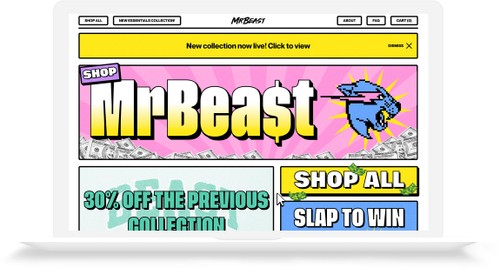 SHOP ALL
NEW ESSENTIALS COLLECTION!
MRBEAST
ABOUT
FAQ
CART (0)
New collection now live! Click to view
DISMISS
SHOP
MrBea$t
BEAST
30% OFF THE PREVIOUS
COLLECTION
SHOP ALL
SLAP TO WIN